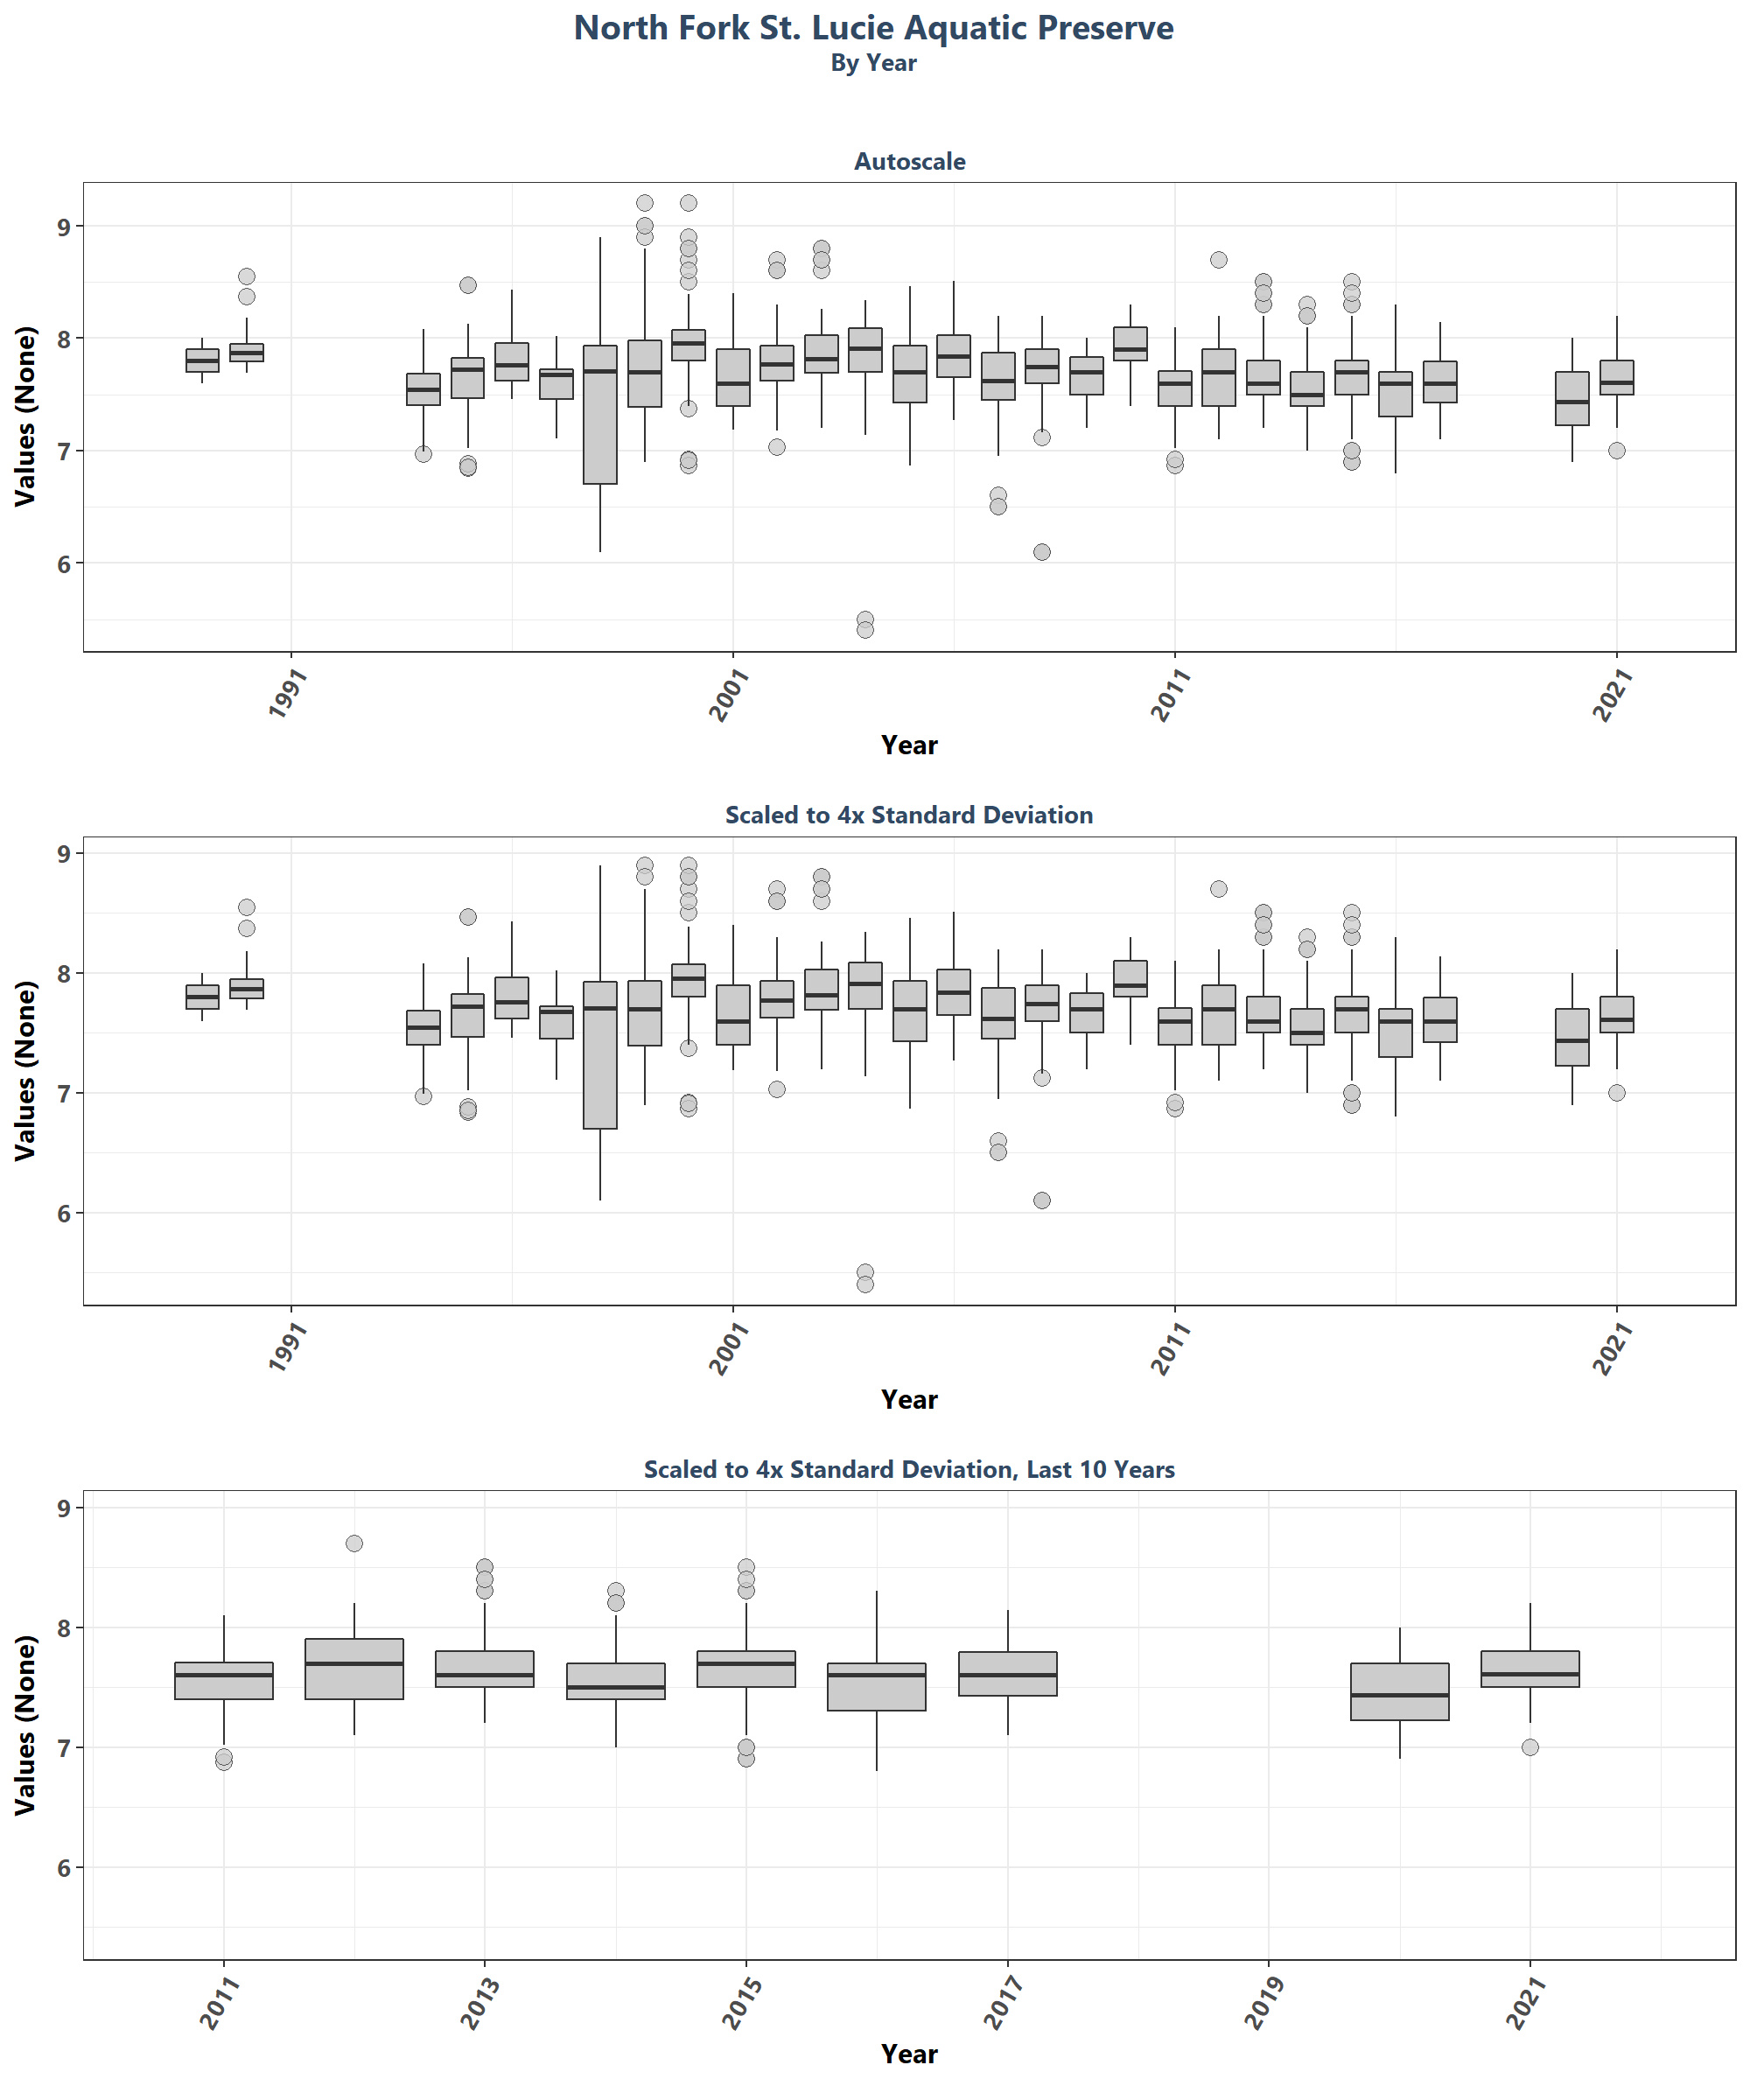 North Fork St. Lucie Aquatic Preserve
By Year
Autoscale
Values (None)
9
8
7
6
1991 2001 2011 2021
Year
Scaled to 4x Standard Deviation
Values (None)
9
8
7
6
1991 2001 2011 2021
Year
Scaled to 4x Standard Deviation, Last 10 Years
Values (None)
9
8
7
6
2011 2013 2015 2017 2019 2021
Year